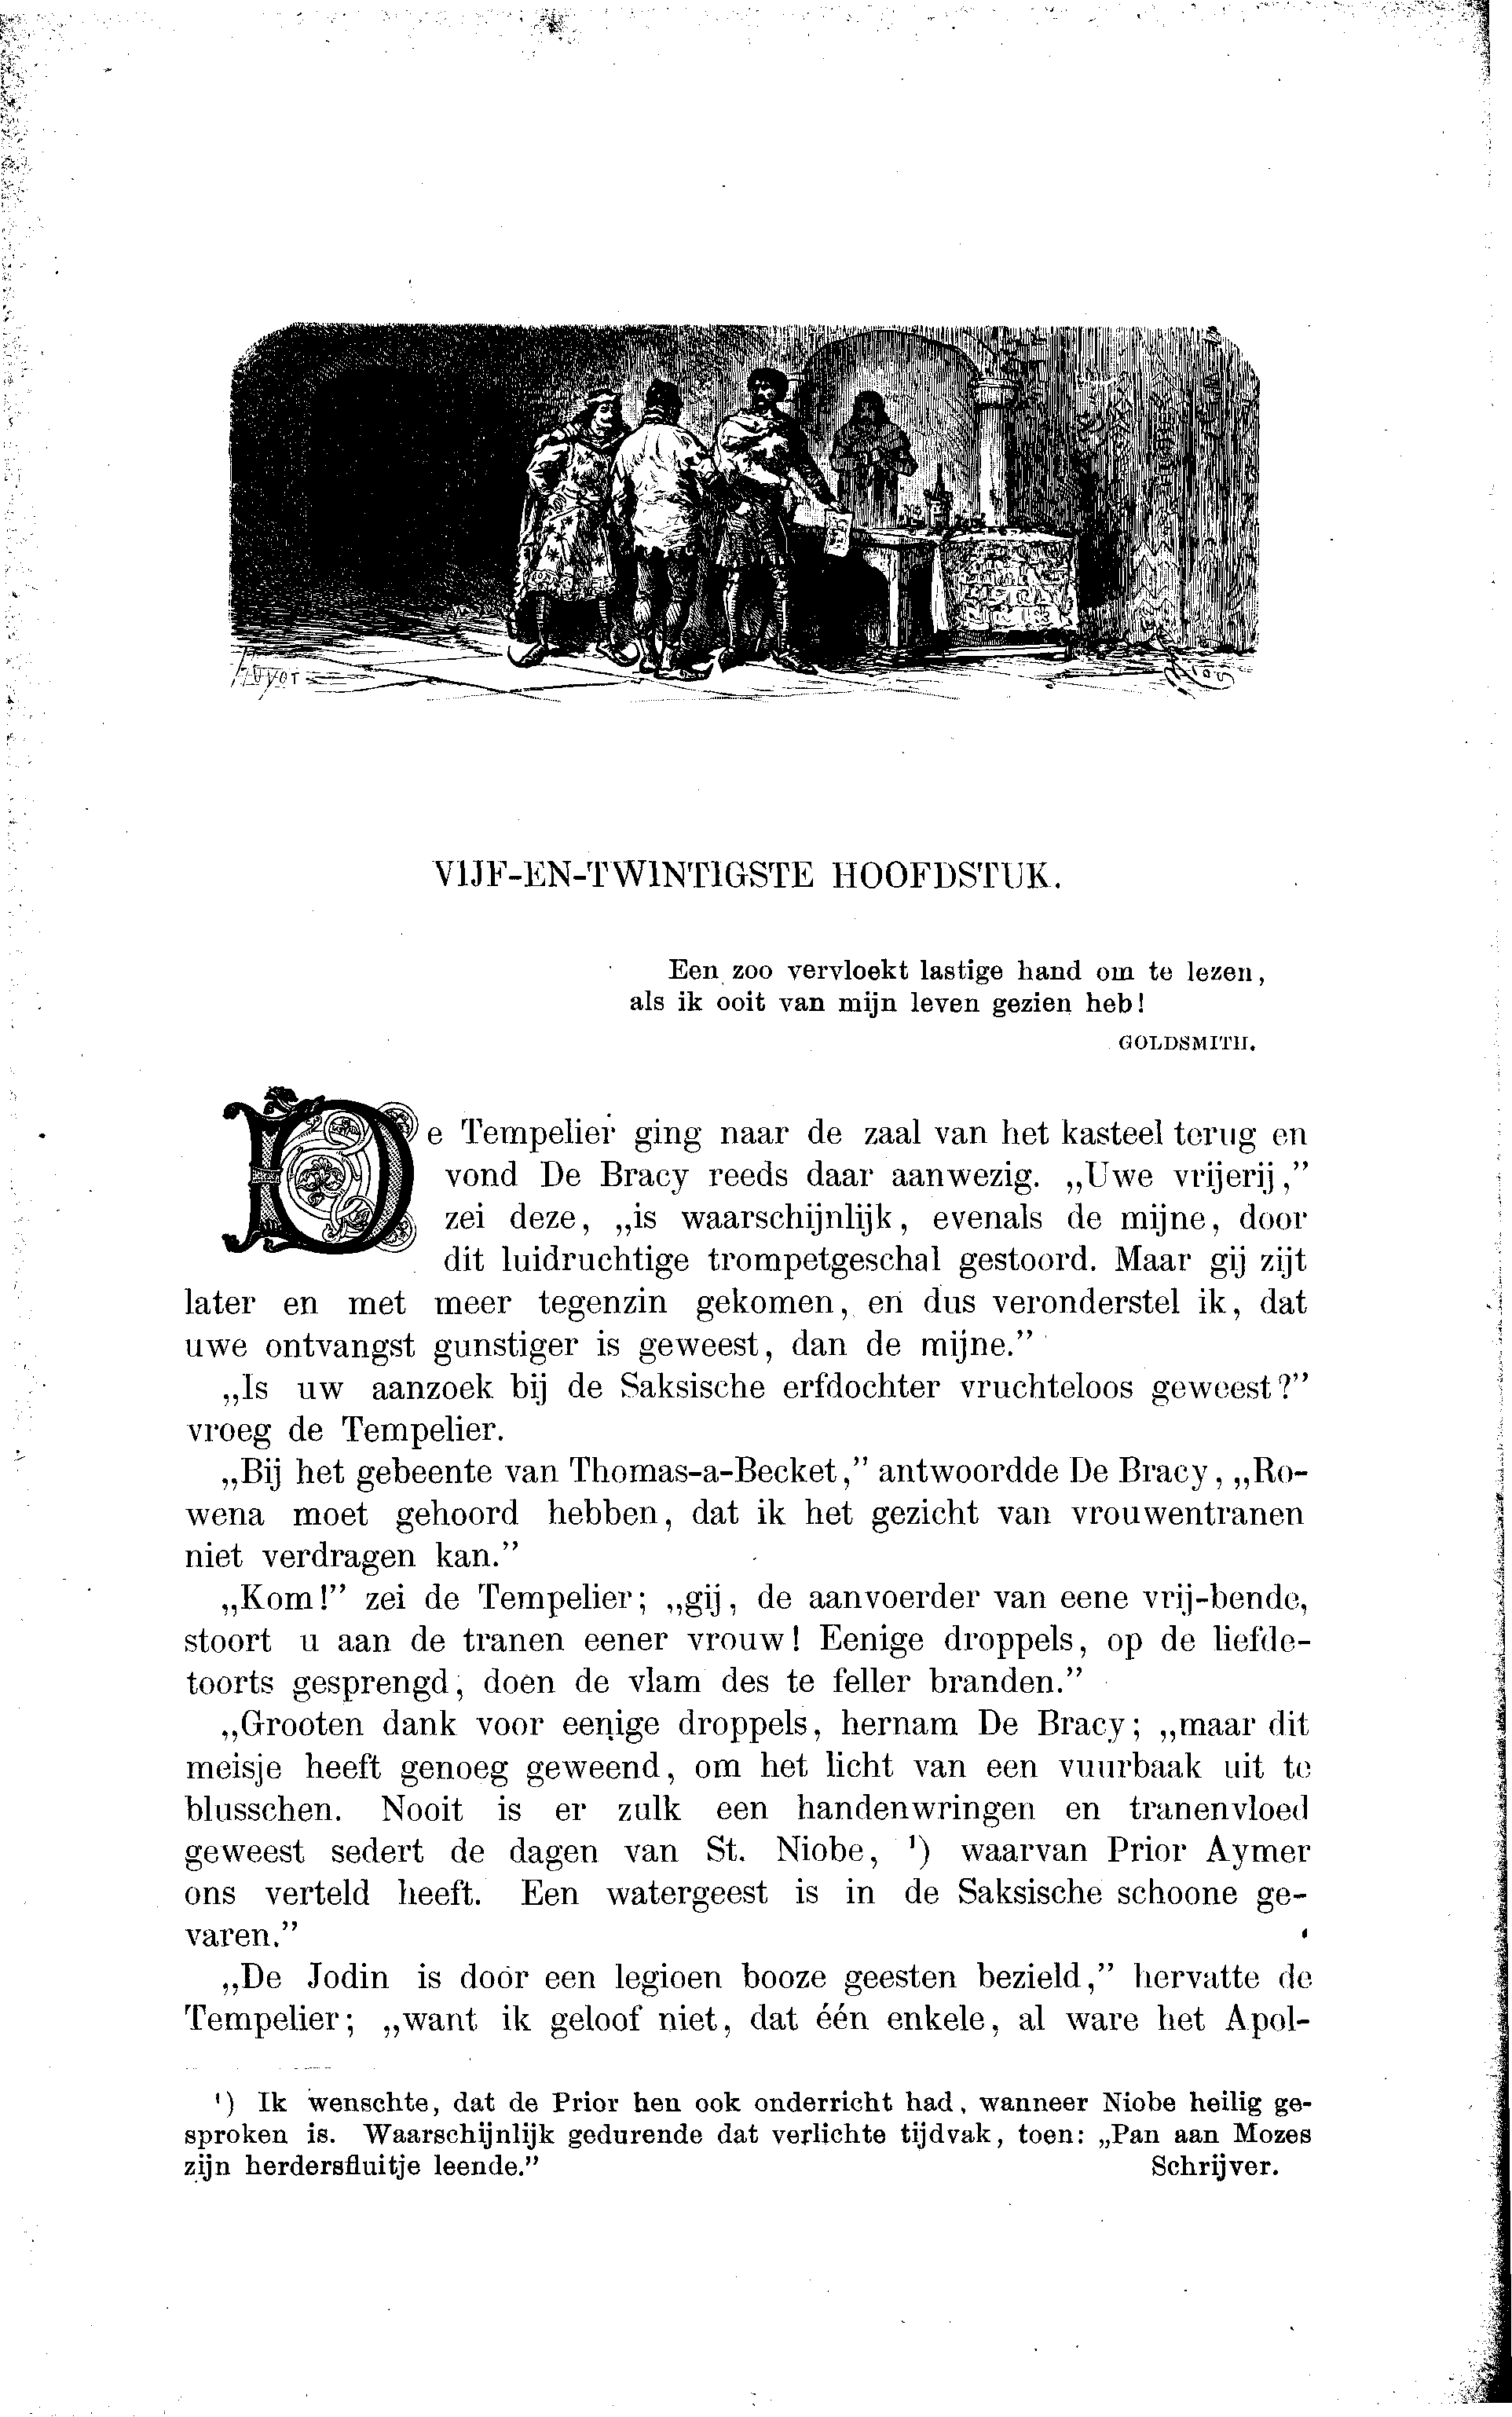 VIJF-EN-TWINTIGSTE HOOFDSTUK.
Een zoo vervloekt lastige hand om te lezen,
als ik ooit van mijn leven gezien heb!
GOLDSMITH.
De Tempelier ging naar de zaal van het kasteel terug en
vond De Bracy reeds daar aanwezig. „Uwe vrijerij,”
zei deze, „is waarschijnlijk, evenals de mijne, door
dit luidruchtige trompetgeschal gestoord. Maar gij zijt
later en met meer tegenzin gekomen, en dus veronderstel ik, dat
uwe ontvangst gunstiger is geweest, dan de mijne.”
„Is uw aanzoek bij de Saksische erfdochter vruchteloos geweest?”
vroeg de Tempelier.
„Bij het gebeente van Thomas-a-Becket,” antwoordde De Bracy, „Ro-
wena moet gehoord hebben, dat ik het gezicht van vrouwentranen
niet verdragen kan.”
„Kom!” zei de Tempelier; „gij, de aanvoerder van eene vrij-bende,
stoort u aan de tranen eener vrouw! Eenige droppels, op de liefde-
toorts gesprengd, doen de vlam des te feller branden.”
„Grooten dank voor eenige droppels, hernam De Bracy; „maar dit
meisje heeft genoeg geweend, om het licht van een vuurbaak uit te
blusschen. Nooit is er zulk een handenwringen en tranenvloed
geweest sedert de dagen van St. Niobe, ¹) waarvan Prior Aymer
ons verteld heeft. Een watergeest is in de Saksische schoone ge-
varen.”
„De Jodin is door een legioen booze geesten bezield,” hervatte de
Tempelier; „want ik geloof niet, dat één enkele, al ware het Apol-
¹) Ik wenschte, dat de Prior hen ook onderricht had, wanneer Niobe heilig ge-
sproken is. Waarschijnlijk gedurende dat verlichte tijdvak, toen: „Pan aan Mozes
zijn herdersfluitje leende.” Schrijver.